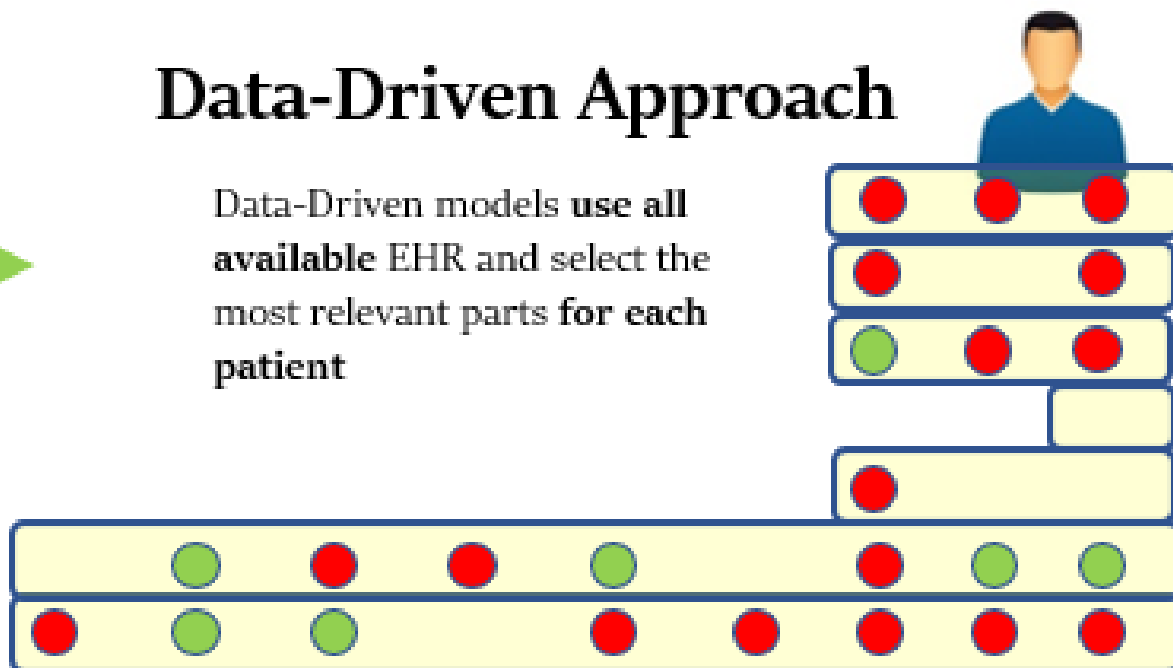 Data-Driven Approach
Data-Driven models use all
available EHR and select the
most relevant parts for each
patient